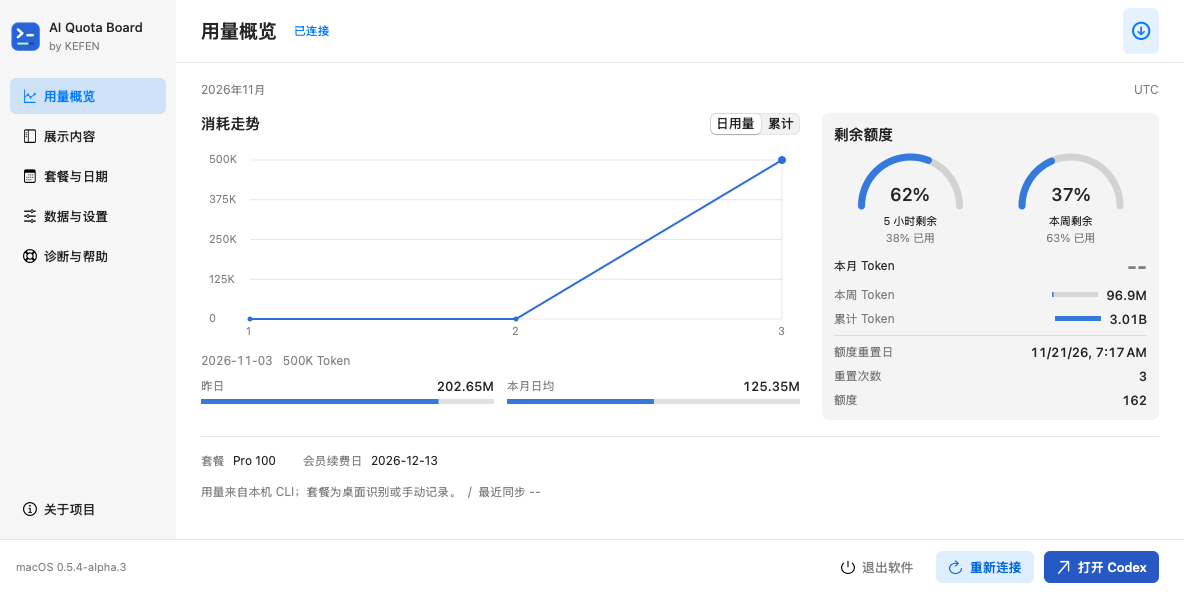 AI Quota Board
by KEFEN
用量概览
展示内容
套餐与日期
数据与设置
诊断与帮助
关于项目
用量概览 已连接
2026年11月 UTC
消耗走势 日用量 累计
500K
375K
250K
125K
0
1 2 3
2026-11-03 500K Token
昨日 202.65M 本月日均 125.35M
剩余额度
62% 37%
5 小时剩余 本周剩余
38% 已用 63% 已用
本月 Token --
本周 Token 96.9M
累计 Token 3.01B
额度重置日 11/21/26, 7:17 AM
重置次数 3
额度 162
套餐 Pro 100 会员续费日 2026-12-13
用量来自本机 CLI；套餐为桌面识别或手动记录。 / 最近同步 --
macOS 0.5.4-alpha.3 退出软件 重新连接 打开 Codex